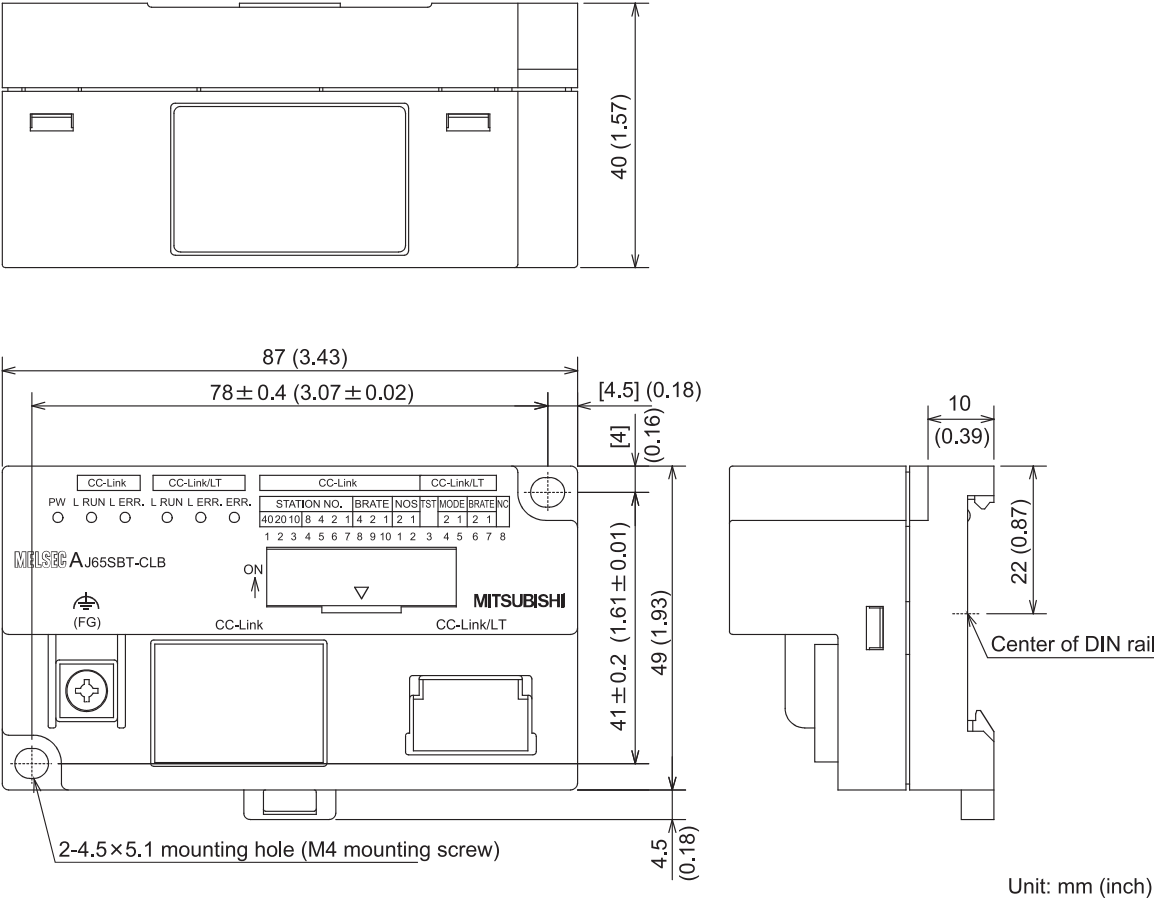 40 (1.57)
87 (3.43)
78±0.4 (3.07±0.02)
[4.5] (0.18)
[4]
(0.16)
10
(0.39)
CC-Link CC-Link/LT CC-Link CC-Link/LT
PW L RUN L ERR. L RUN L ERR. ERR.
STATION NO. BRATE NOS TST MODE BRATE NC
40 20 10 8 4 2 1 4 2 1 2 1 2 1 2 1
1 2 3 4 5 6 7 8 9 10 1 2 3 4 5 6 7 8
MELSEC AJ65SBT-CLB
ON
MITSUBISHI
(FG)
CC-Link
CC-Link/LT
41±0.2 (1.61±0.01)
49 (1.93)
22 (0.87)
Center of DIN rail
2-4.5×5.1 mounting hole (M4 mounting screw)
4.5
(0.18)
Unit: mm (inch)